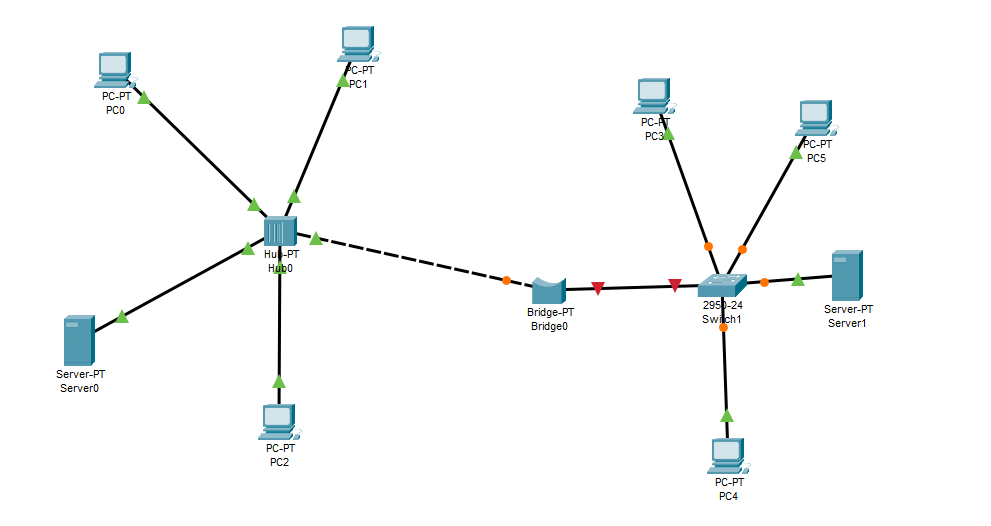 PC-PT
PC0
PC-PT
PC1
PC-PT
PC3
PC-PT
PC5
Hub-PT
Hub0
Bridge-PT
Bridge0
2950-24
Switch1
Server-PT
Server1
Server-PT
Server0
PC-PT
PC2
PC-PT
PC4